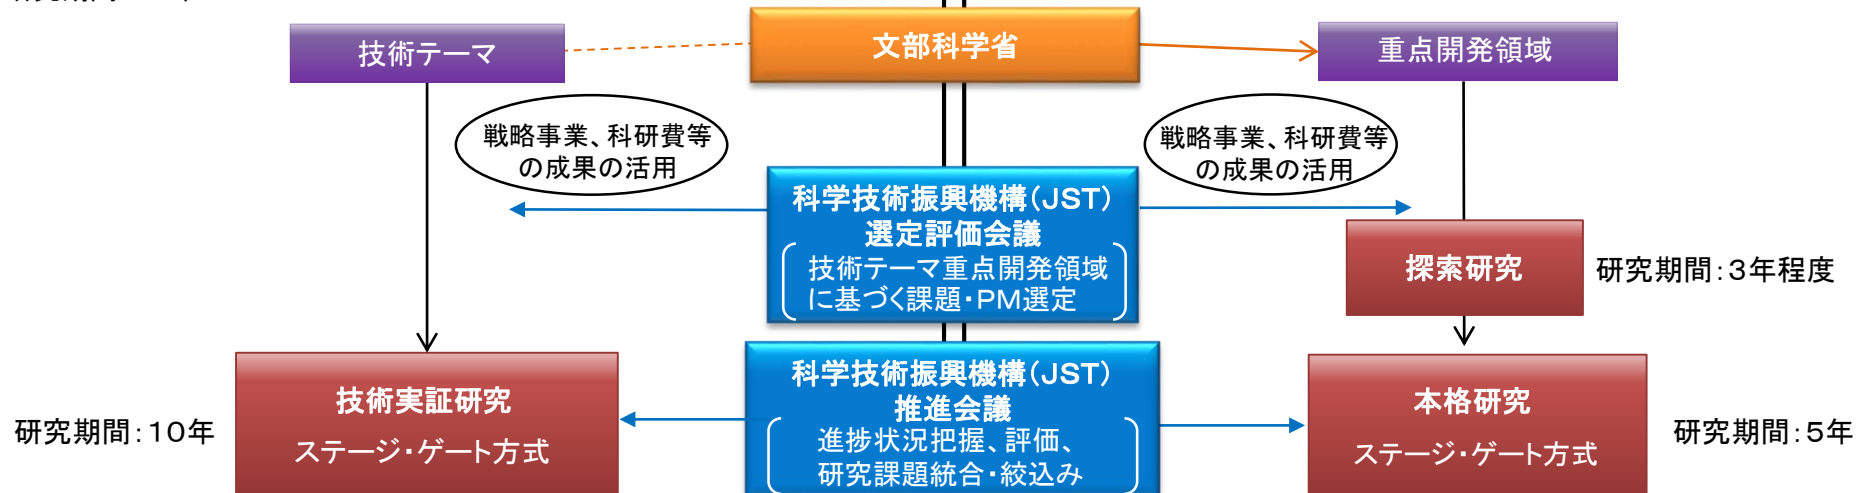 技術テーマ
文部科学省
重点開発領域
戦略事業、科研費等
の成果の活用
戦略事業、科研費等
の成果の活用
科学技術振興機構(JST)
選定評価会議
技術テーマ重点開発領域
に基づく課題・PM選定
探索研究
研究期間:3年程度
科学技術振興機構(JST)
推進会議
進捗状況把握、評価、
研究課題統合・絞込み
技術実証研究
ステージ・ゲート方式
研究期間:10年
本格研究
ステージ・ゲート方式
研究期間:5年